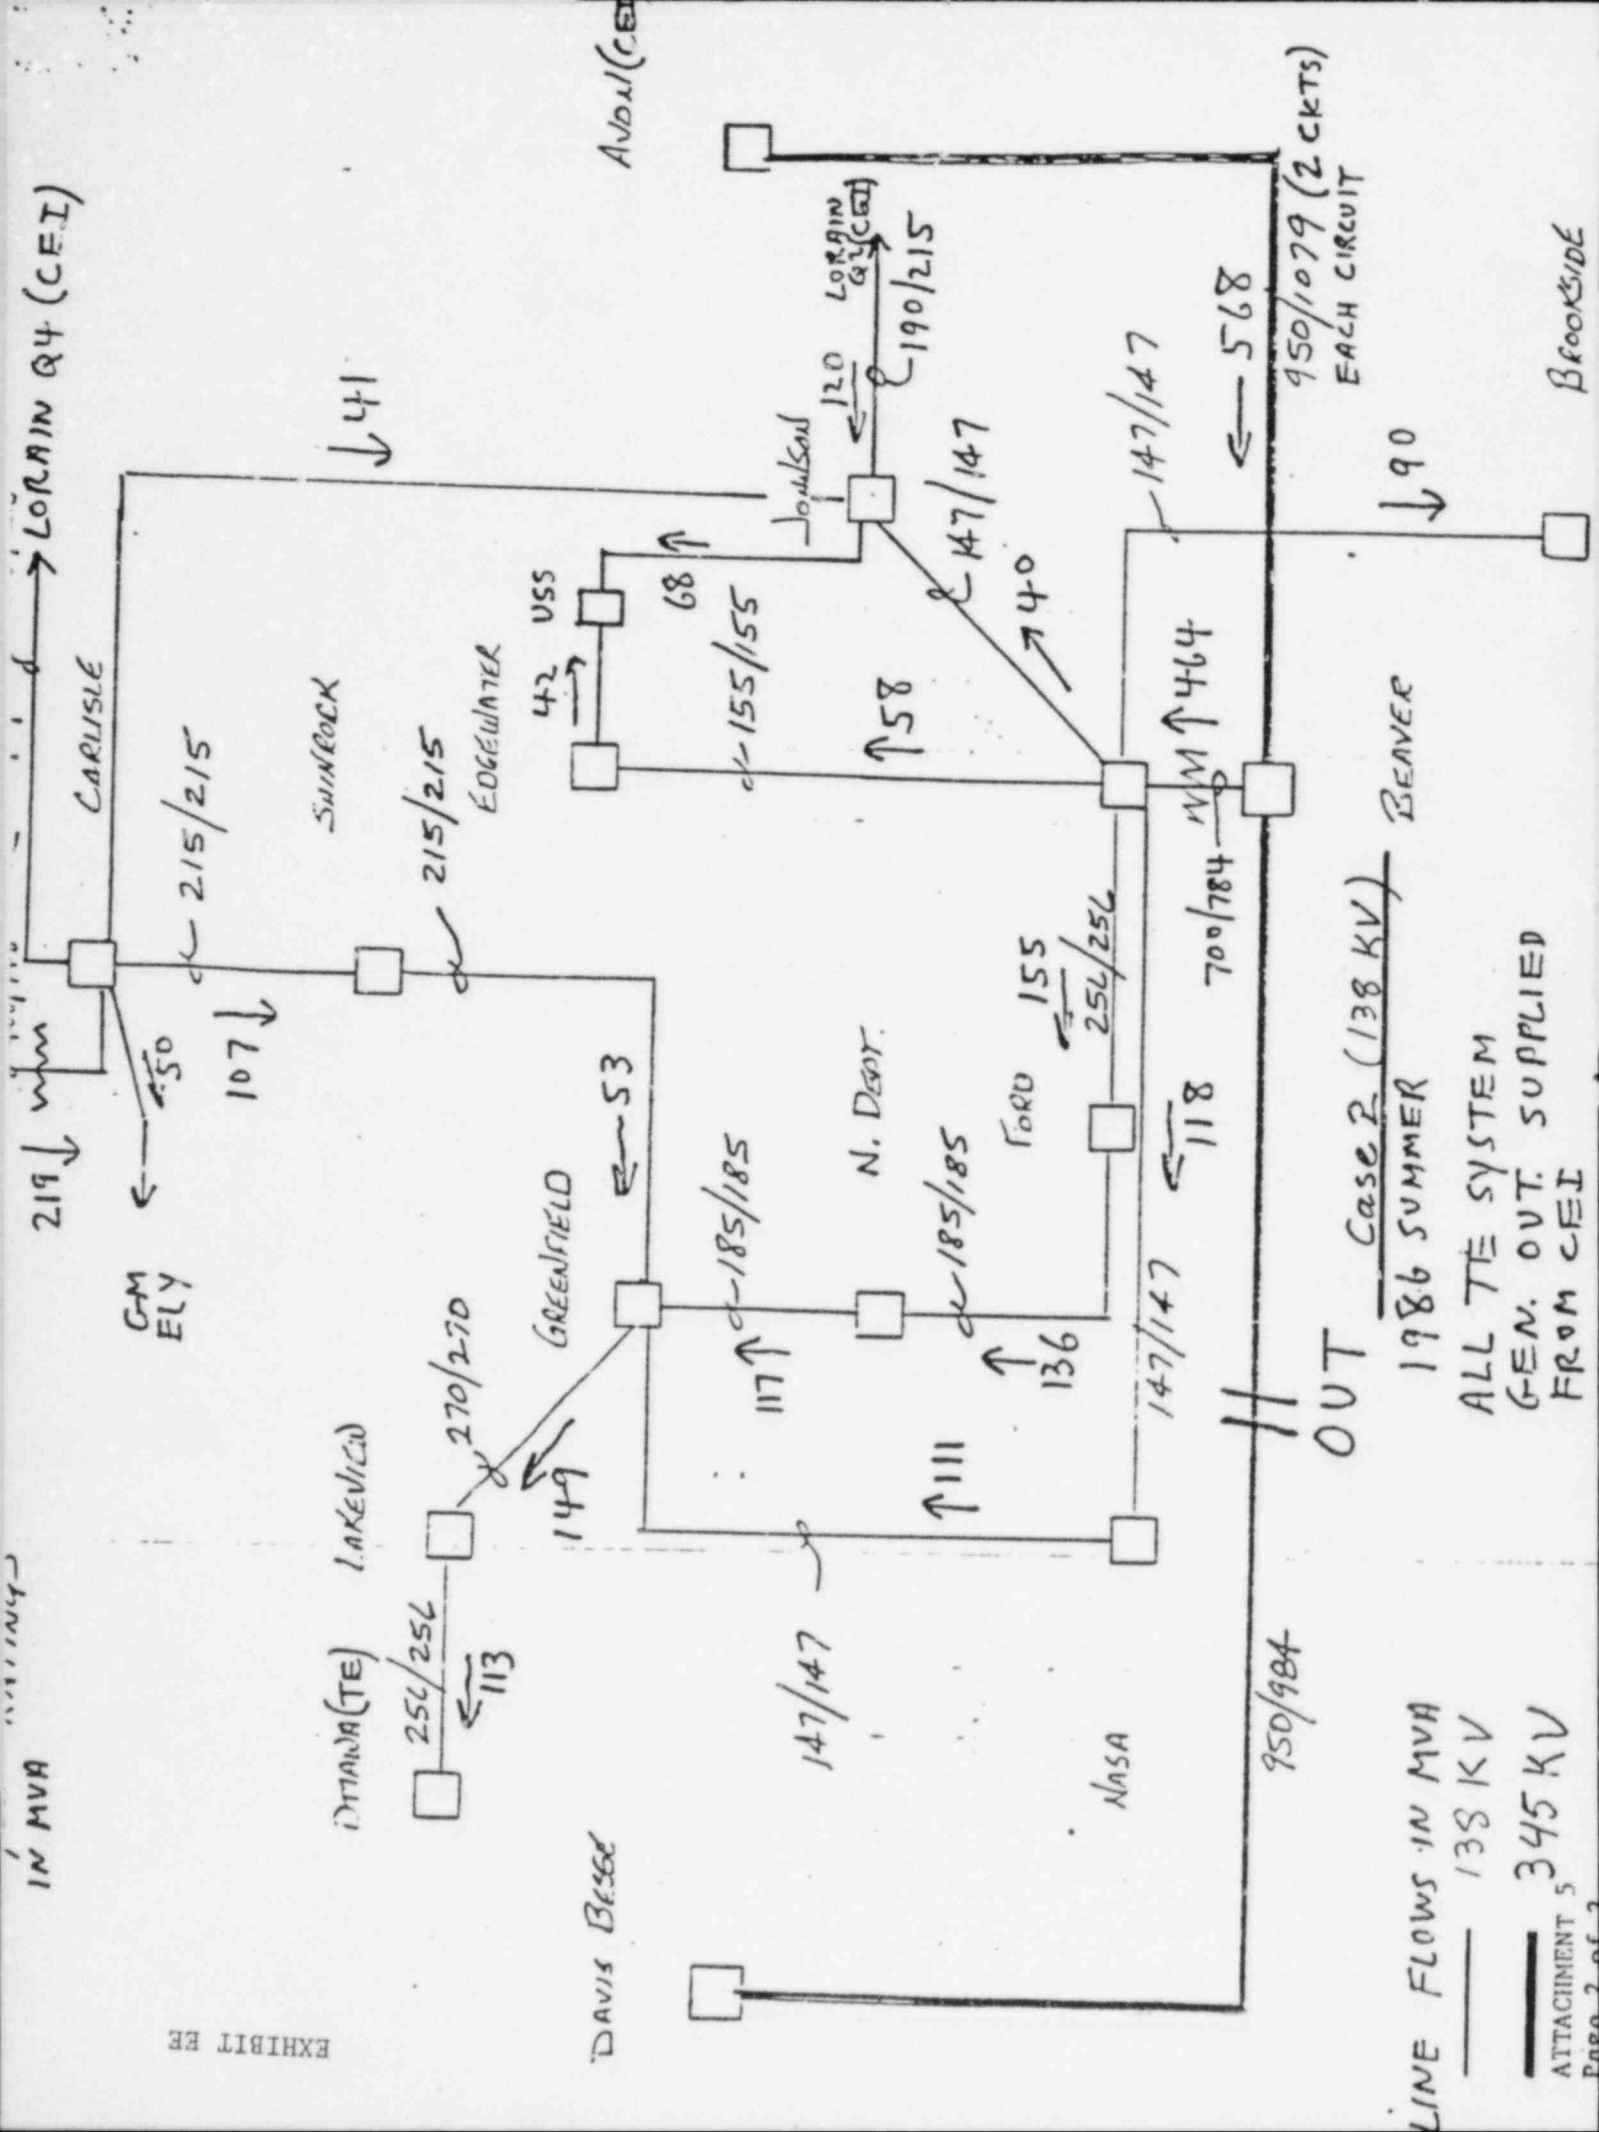 IN MVA
→LORAIN Q4 (CEI)
219
CARLISLE
GM
ELY
50
215/215
107
41
EXHIBIT EE
OTTAWA (TE)
LAKEVIEW
SHINROCK
256/256
113
270/270
149
215/215
EDGEWATER
42
USS
GREENFIELD
53
68
AVON (CEI
DAVIS BESSE
117
185/185
155/155
JOHNSON
120
LORAIN
Q2 (CEI)
190/215
147/147
111
N. DEPT.
58
147/147
136
185/185
FORD
155
256/256
40
NASA
147/147
118
147/147
464
700/784
568
950/984
OUT
950/1079 (2 CKTS)
EACH CIRCUIT
BEAVER
90
BROOKSIDE
Case 2 (138 KV)
1986 SUMMER
ALL TE SYSTEM
GEN. OUT. SUPPLIED
FROM CEI
LINE FLOWS IN MVA
138 KV
345 KV
ATTACHMENT 5